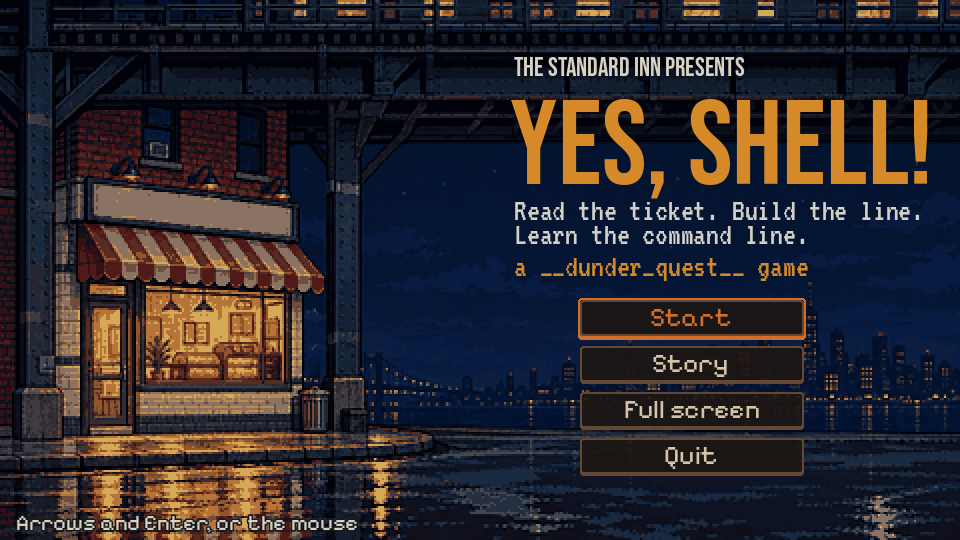 THE STANDARD INN PRESENTS
YES, SHELL!
Read the ticket. Build the line.
Learn the command line.
a __dunder_quest__ game
Start
Story
Full screen
Quit
Arrows and Enter, or the mouse